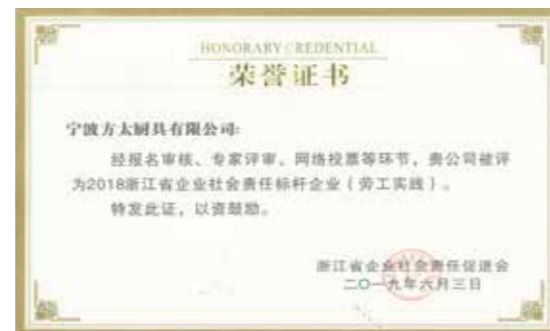 HONORARY CREDENTIAL
荣誉证书
宁波方太厨具有限公司:
经报名审核、专家评审、网络投票等环节，贵公司被评
为2018浙江省企业社会责任标杆企业（劳工实践）。
特发此证，以资鼓励。
浙江省企业社会责任促进会
二〇一九年六月三日